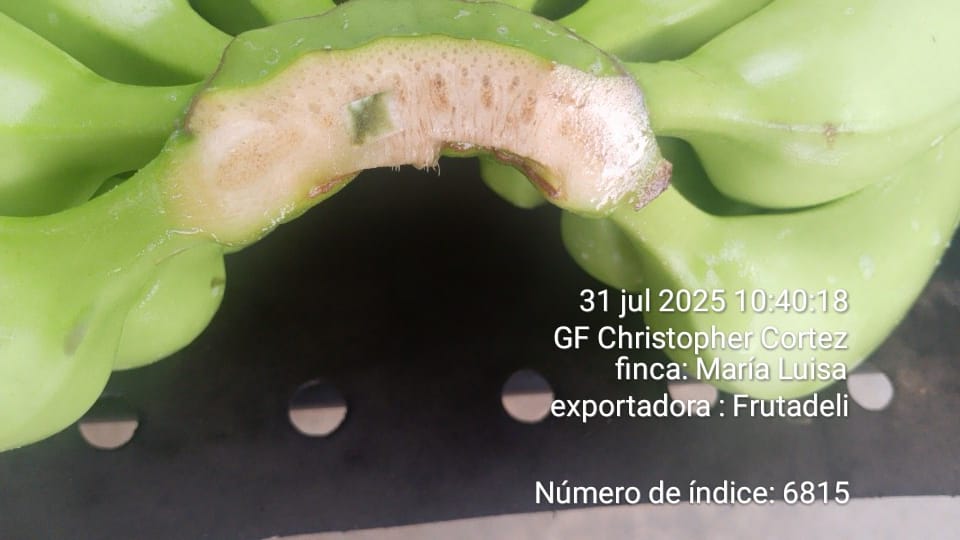 31 jul 2025 10:40:18
GF Christopher Cortez
finca: María Luisa
exportadora : Frutadeli
Número de índice: 6815